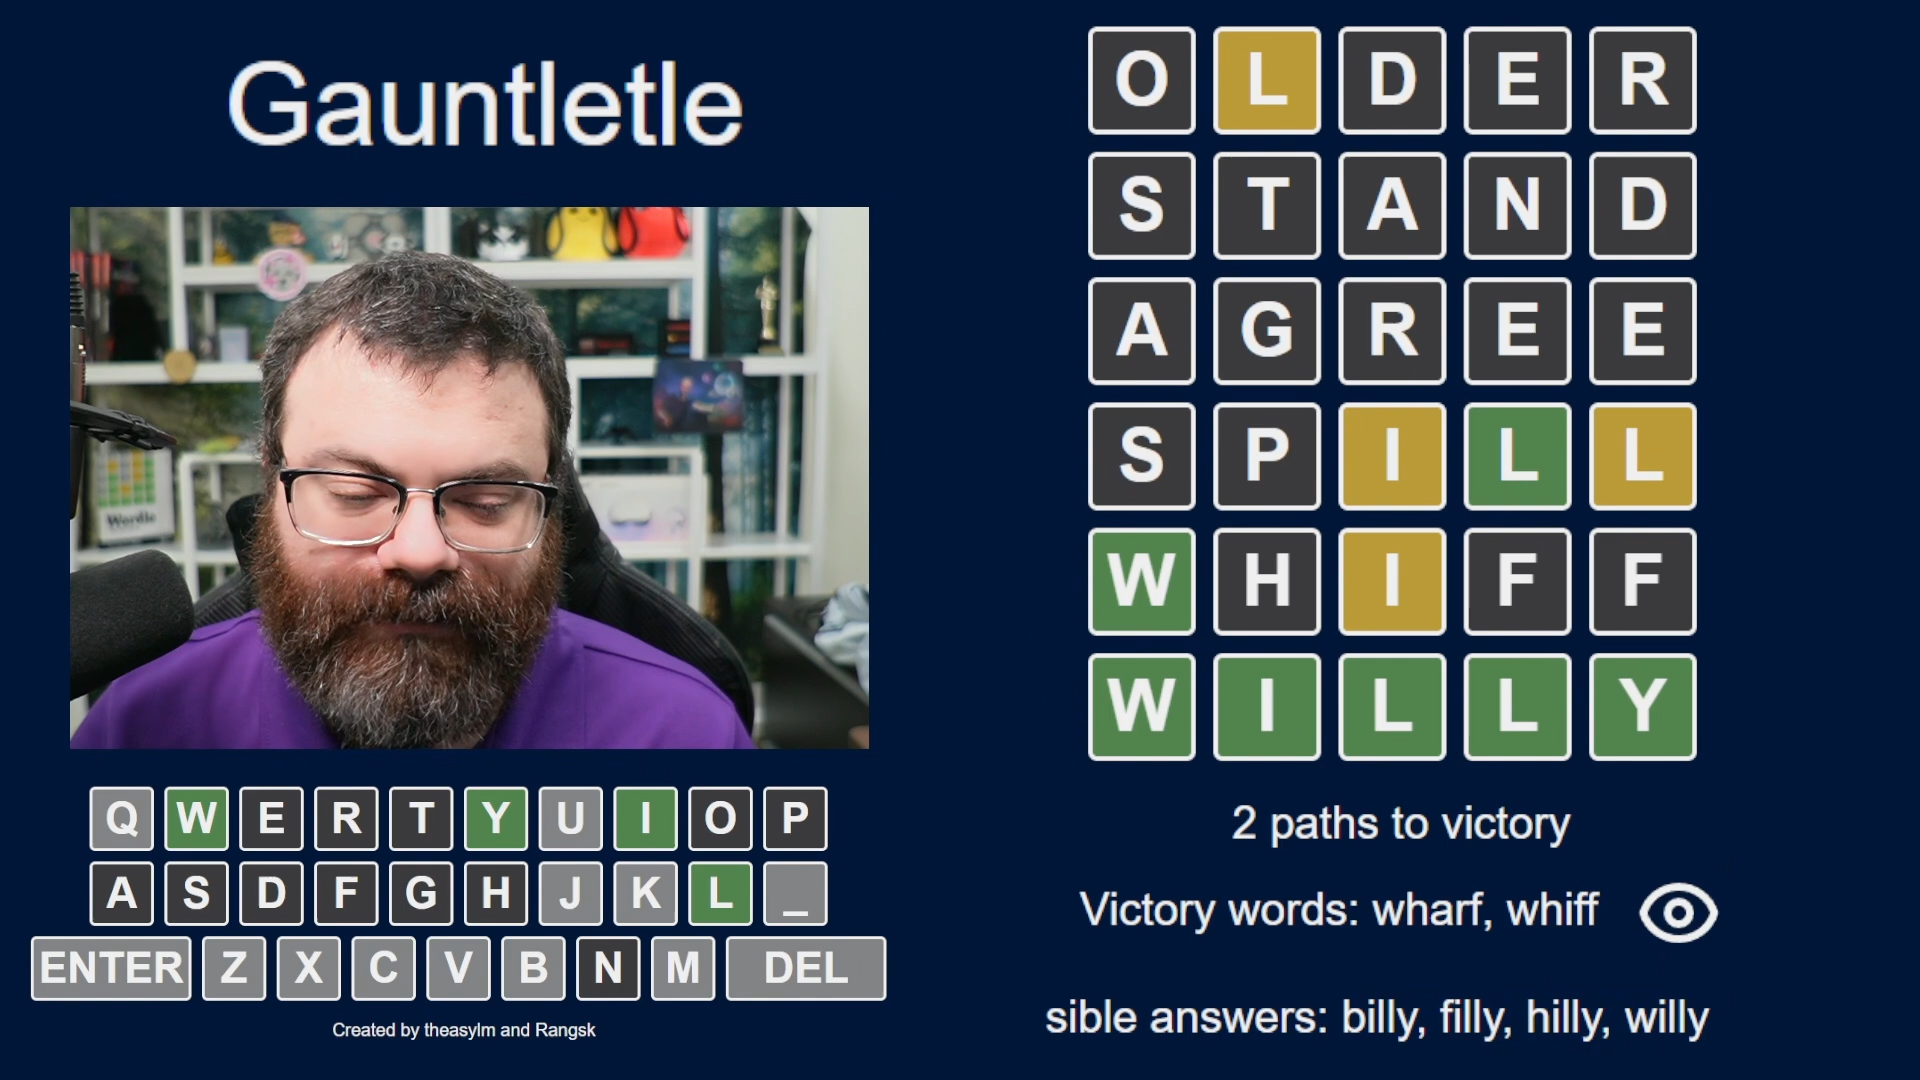 Gauntletle
OLDER
STAND
AGREE
SPILL
WHIFF
WILLY
Wordle
QWERTYUIOP
ASDFGHJKL_
ENTER Z X C V B N M DEL
Created by theasylm and Rangsk
2 paths to victory
Victory words: wharf, whiff
sible answers: billy, filly, hilly, willy